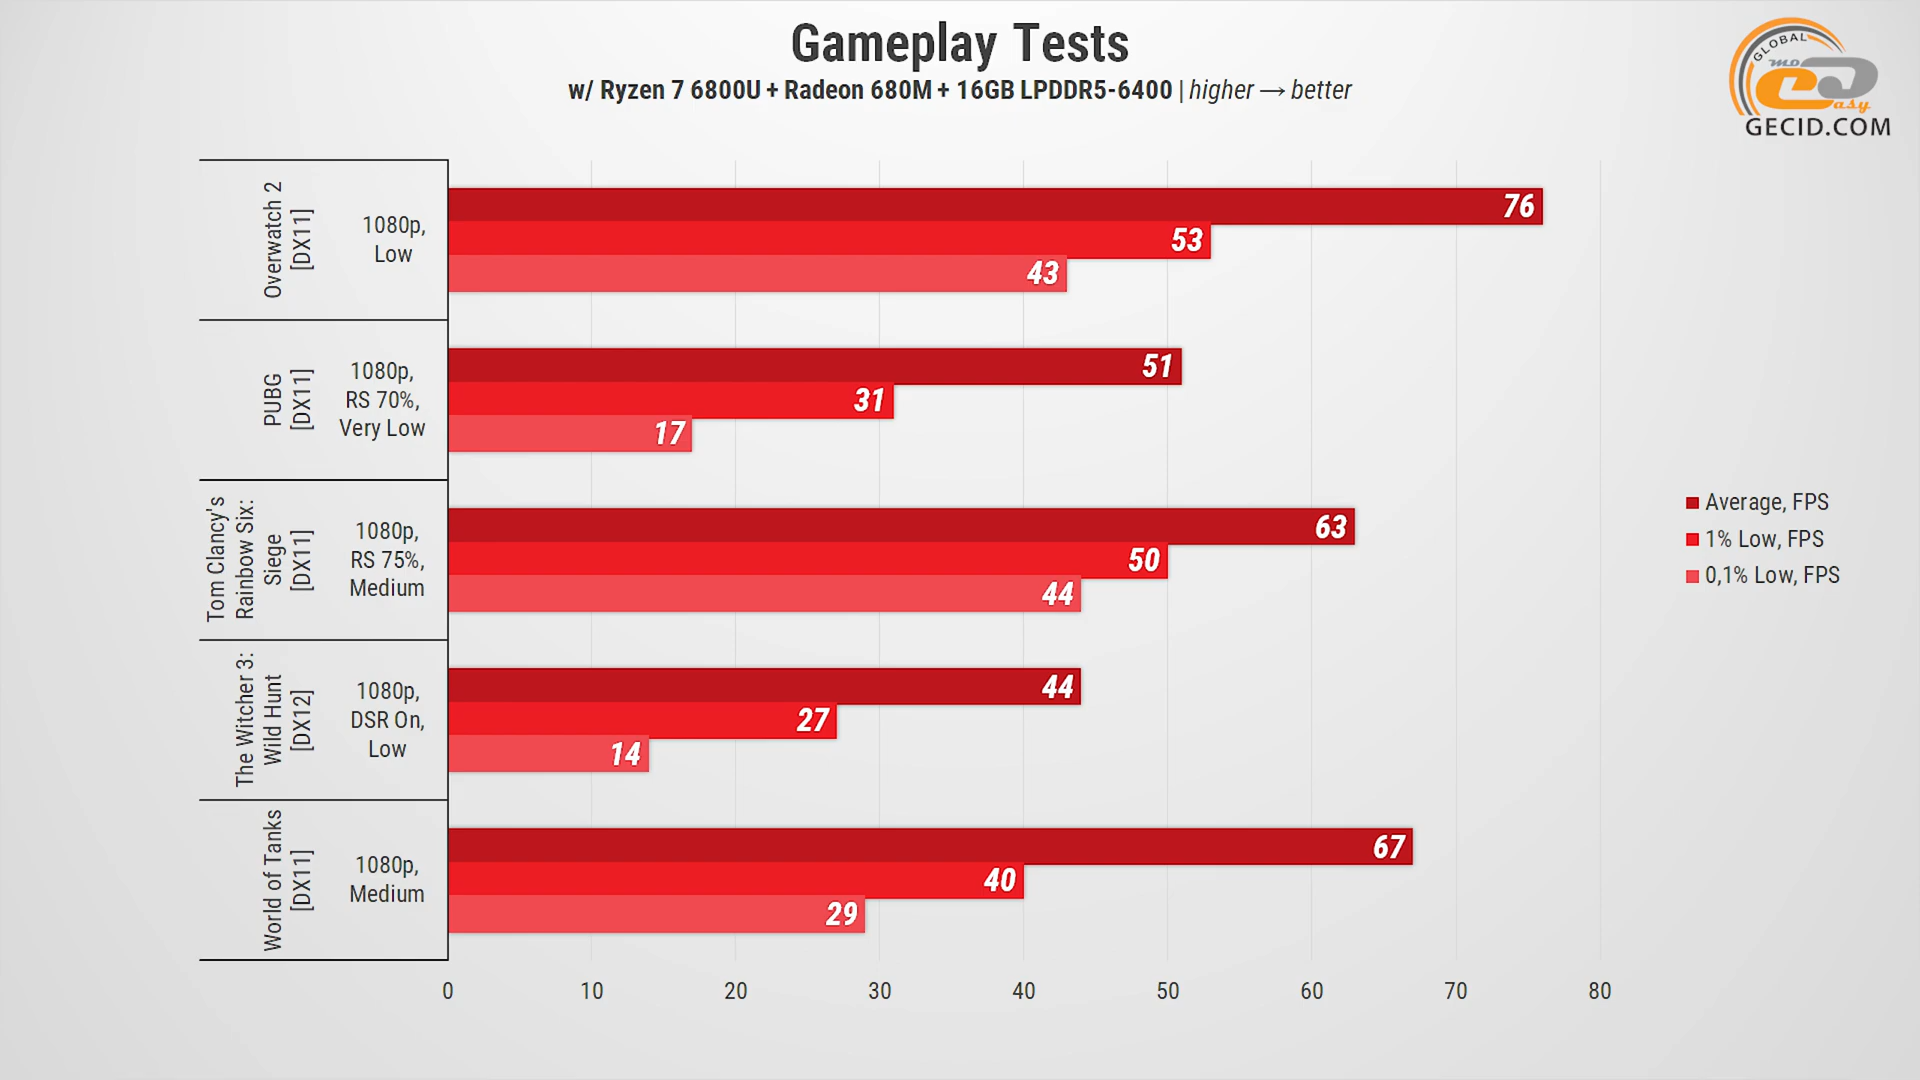 Gameplay Tests
w/ Ryzen 7 6800U + Radeon 680M + 16GB LPDDR5-6400 | higher → better
GLOBAL
mo
easy
GECID.COM
Overwatch 2
[DX11]
1080p,
Low
76
53
43
PUBG
[DX11]
1080p,
RS 70%,
Very Low
51
31
17
Tom Clancy's
Rainbow Six:
Siege
[DX11]
1080p,
RS 75%,
Medium
63
50
44
The Witcher 3:
Wild Hunt
[DX12]
1080p,
DSR On,
Low
44
27
14
World of Tanks
[DX11]
1080p,
Medium
67
40
29
0 10 20 30 40 50 60 70 80
Average, FPS
1% Low, FPS
0,1% Low, FPS